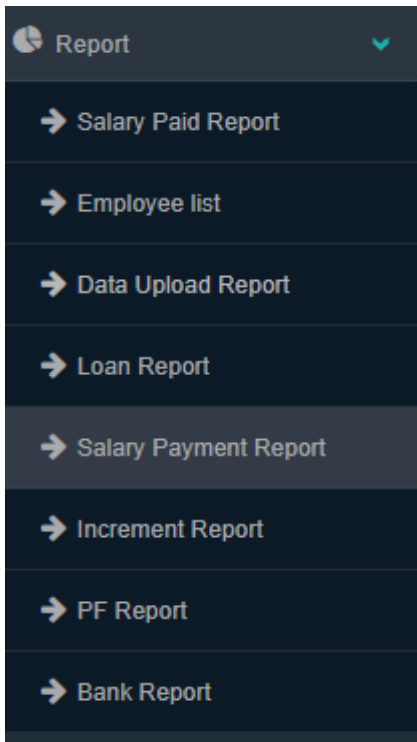 Report
Salary Paid Report
Employee list
Data Upload Report
Loan Report
Salary Payment Report
Increment Report
PF Report
Bank Report